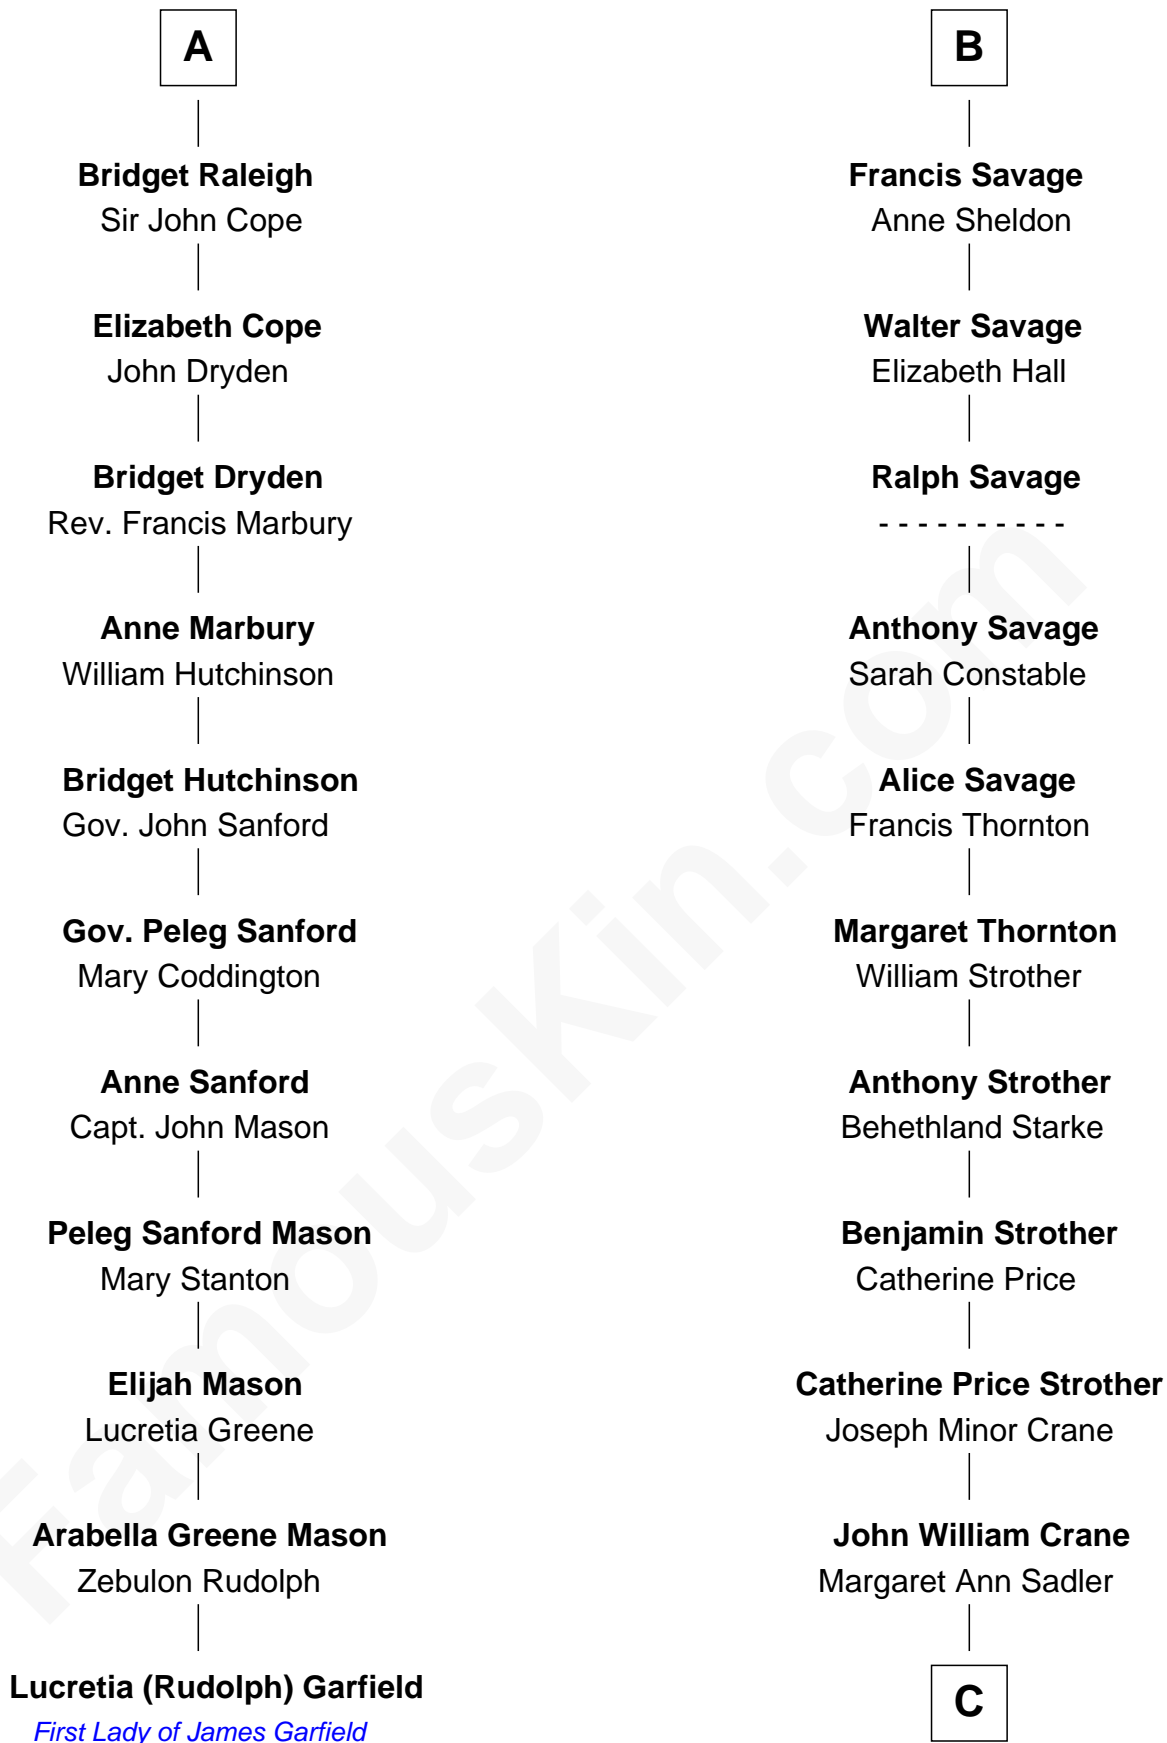 A
Bridget Raleigh
Sir John Cope
Elizabeth Cope
John Dryden
Bridget Dryden
Rev. Francis Marbury
Anne Marbury
William Hutchinson
Bridget Hutchinson
Gov. John Sanford
Gov. Peleg Sanford
Mary Coddington
Anne Sanford
Capt. John Mason
Peleg Sanford Mason
Mary Stanton
Elijah Mason
Lucretia Greene
Arabella Greene Mason
Zebulon Rudolph
Lucretia (Rudolph) Garfield
First Lady of James Garfield
B
Francis Savage
Anne Sheldon
Walter Savage
Elizabeth Hall
Ralph Savage
- - - - - - - - - -
Anthony Savage
Sarah Constable
Alice Savage
Francis Thornton
Margaret Thornton
William Strother
Anthony Strother
Behethland Starke
Benjamin Strother
Catherine Price
Catherine Price Strother
Joseph Minor Crane
John William Crane
Margaret Ann Sadler
C
FamousKin.com